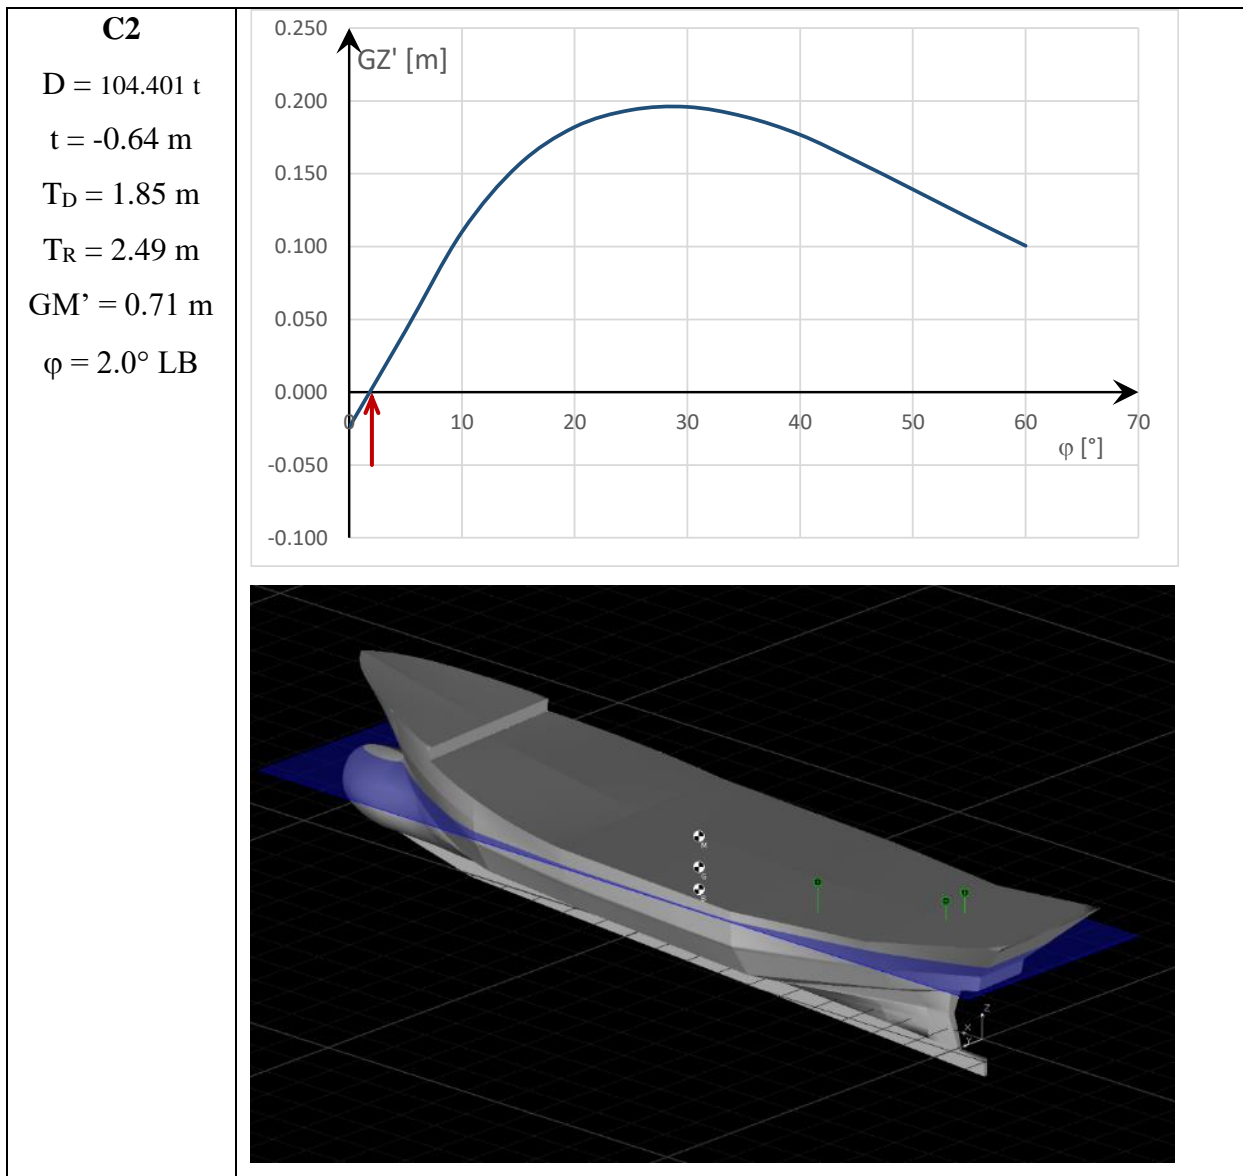 C2
D = 104.401 t
t = -0.64 m
TD = 1.85 m
TR = 2.49 m
GM’ = 0.71 m
φ = 2.0° LB
0.250
GZ' [m]
0.200
0.150
0.100
0.050
0.000
0 10 20 30 40 50 60 70
φ [°]
-0.050
-0.100
M
G
Z
X
Y